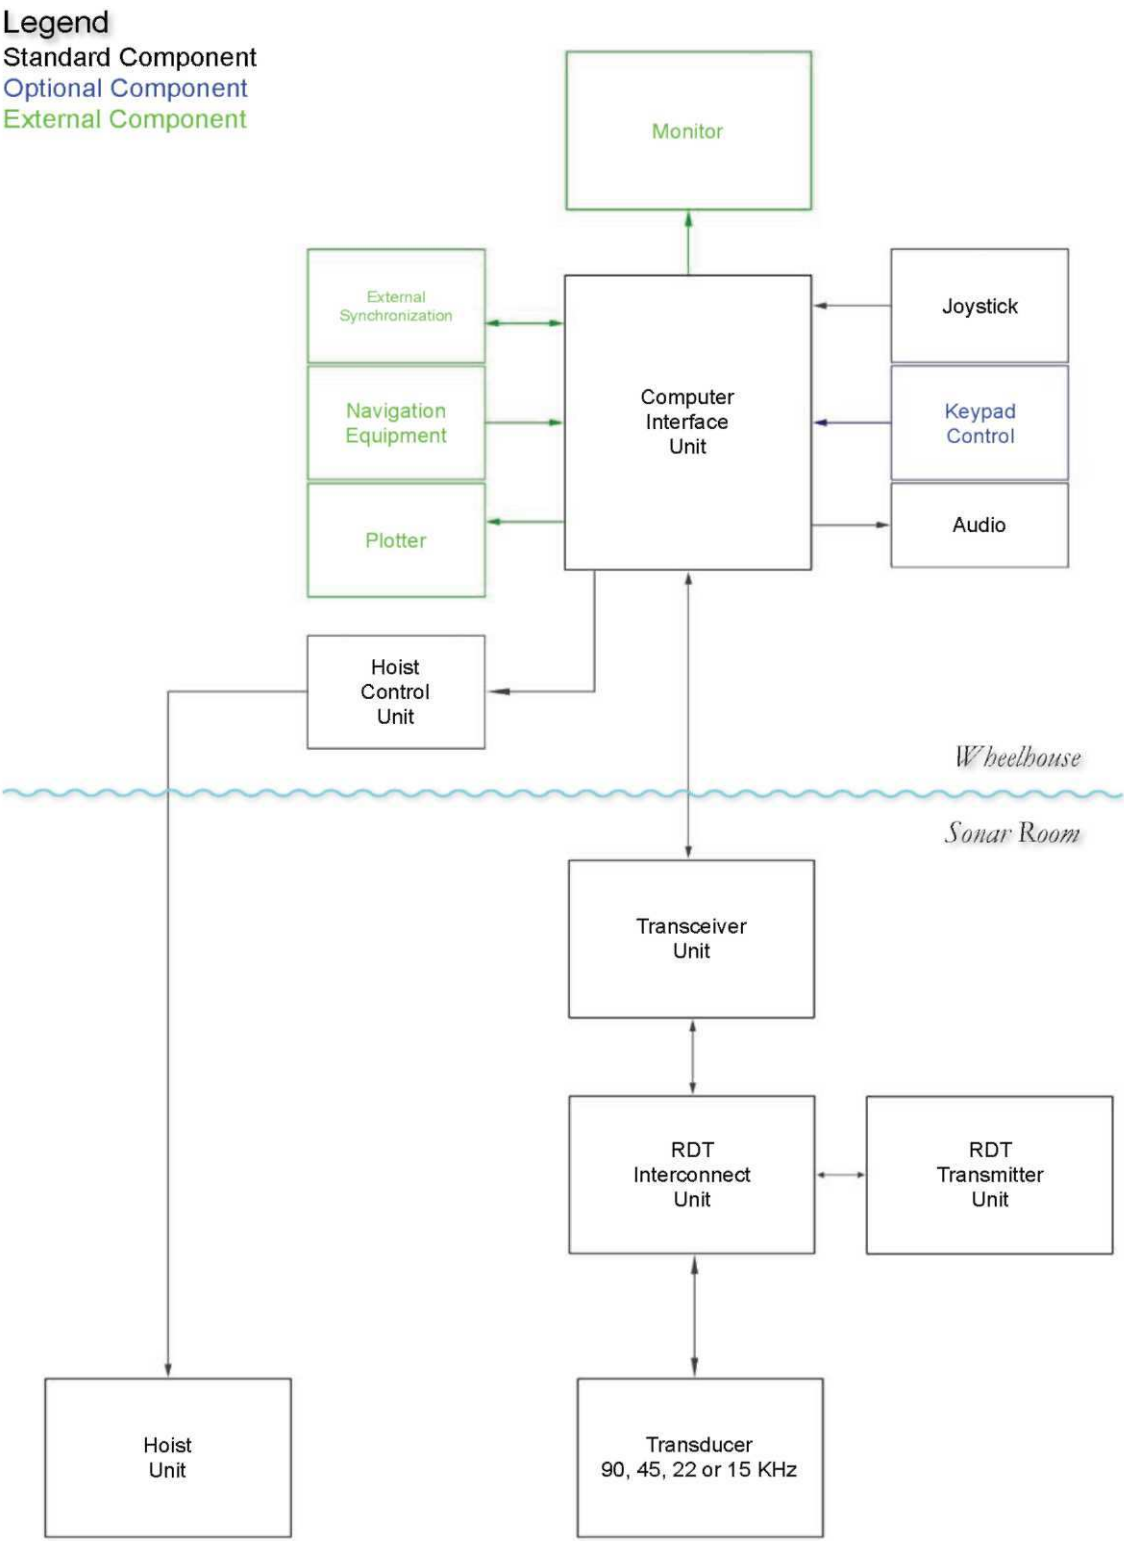 Legend
Standard Component
Optional Component
External Component
Monitor
External
Synchronization
Joystick
Computer
Interface
Unit
Navigation
Equipment
Keypad
Control
Plotter
Audio
Hoist
Control
Unit
Wheelhouse
Sonar Room
Transceiver
Unit
RDT
Interconnect
Unit
RDT
Transmitter
Unit
Hoist
Unit
Transducer
90, 45, 22 or 15 KHz